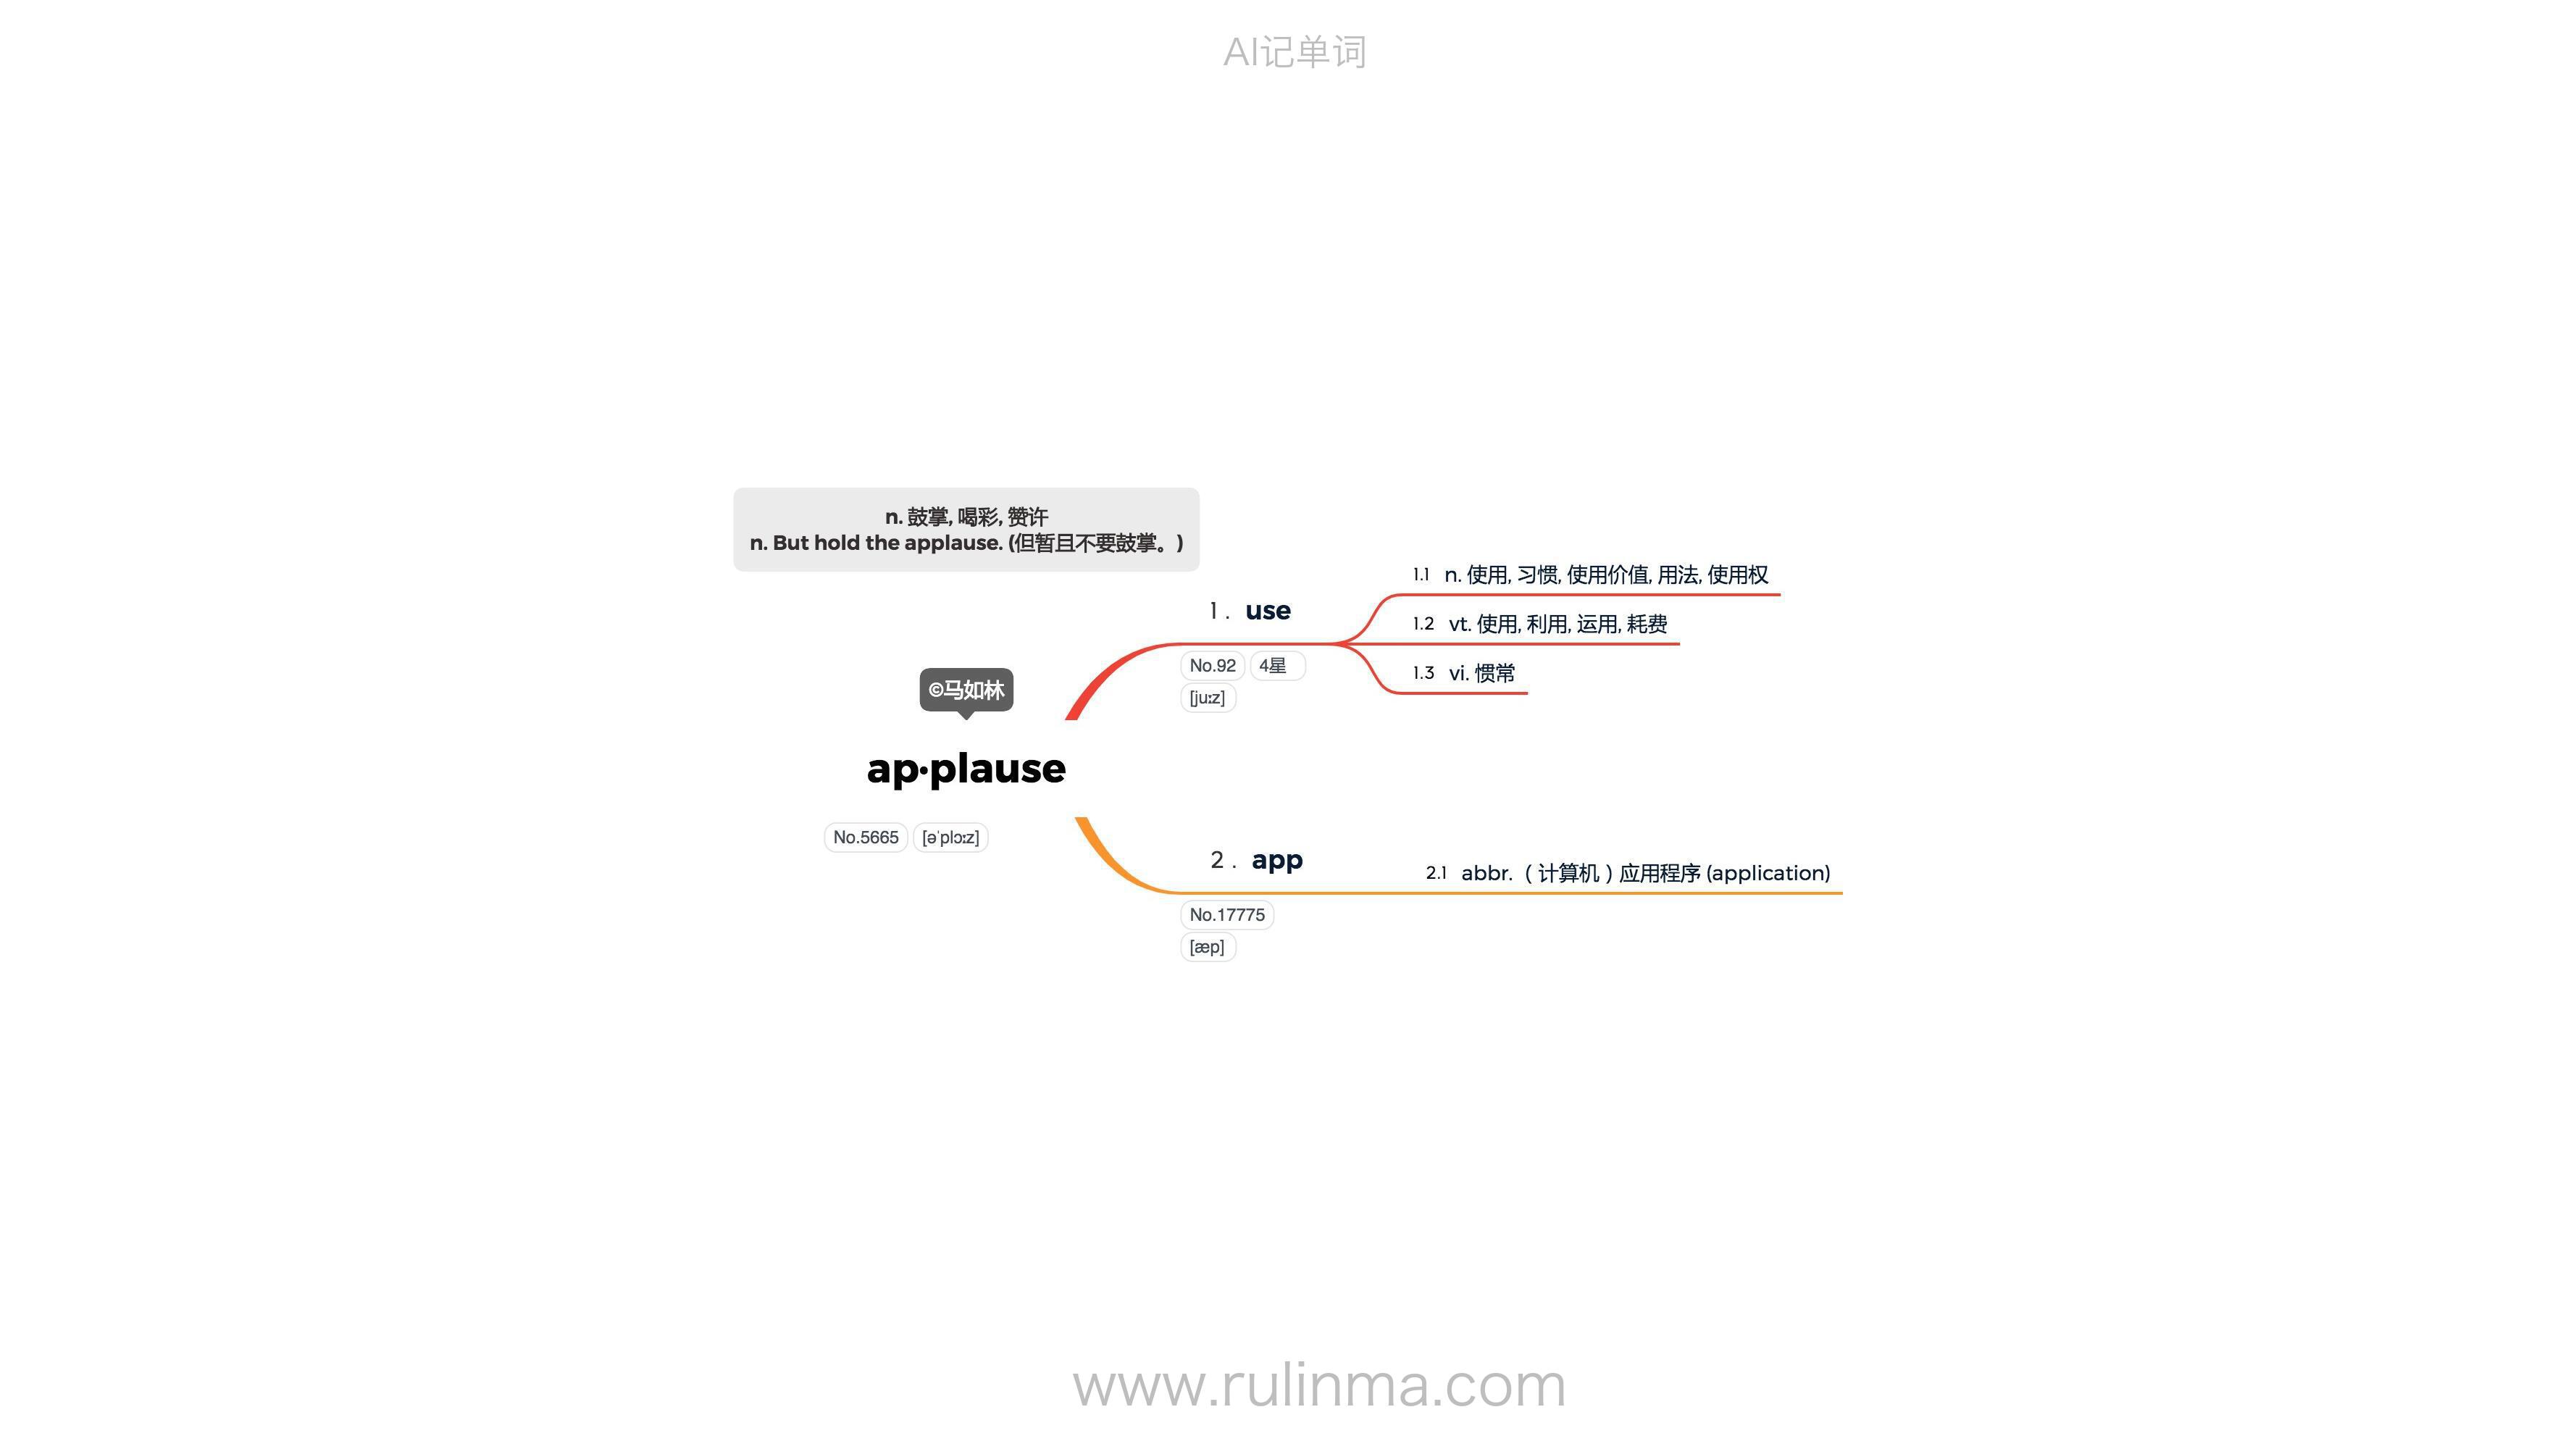 AI记单词
n. 鼓掌, 喝彩, 赞许
n. But hold the applause. (但暂且不要鼓掌。)
©马如林
ap·plause
No.5665 [ə'plɔːz]
1. use
No.92 4星
[juːz]
1.1 n. 使用, 习惯, 使用价值, 用法, 使用权
1.2 vt. 使用, 利用, 运用, 耗费
1.3 vi. 惯常
2. app
No.17775
[æp]
2.1 abbr.（计算机）应用程序 (application)
www.rulinma.com